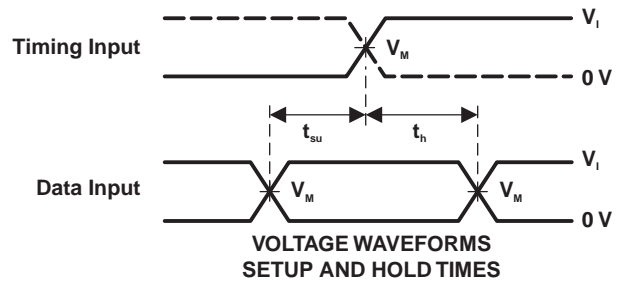 V_I
Timing Input
V_M
0 V
t_su
t_h
V_I
Data Input
V_M
V_M
0 V
VOLTAGE WAVEFORMS
SETUP AND HOLD TIMES